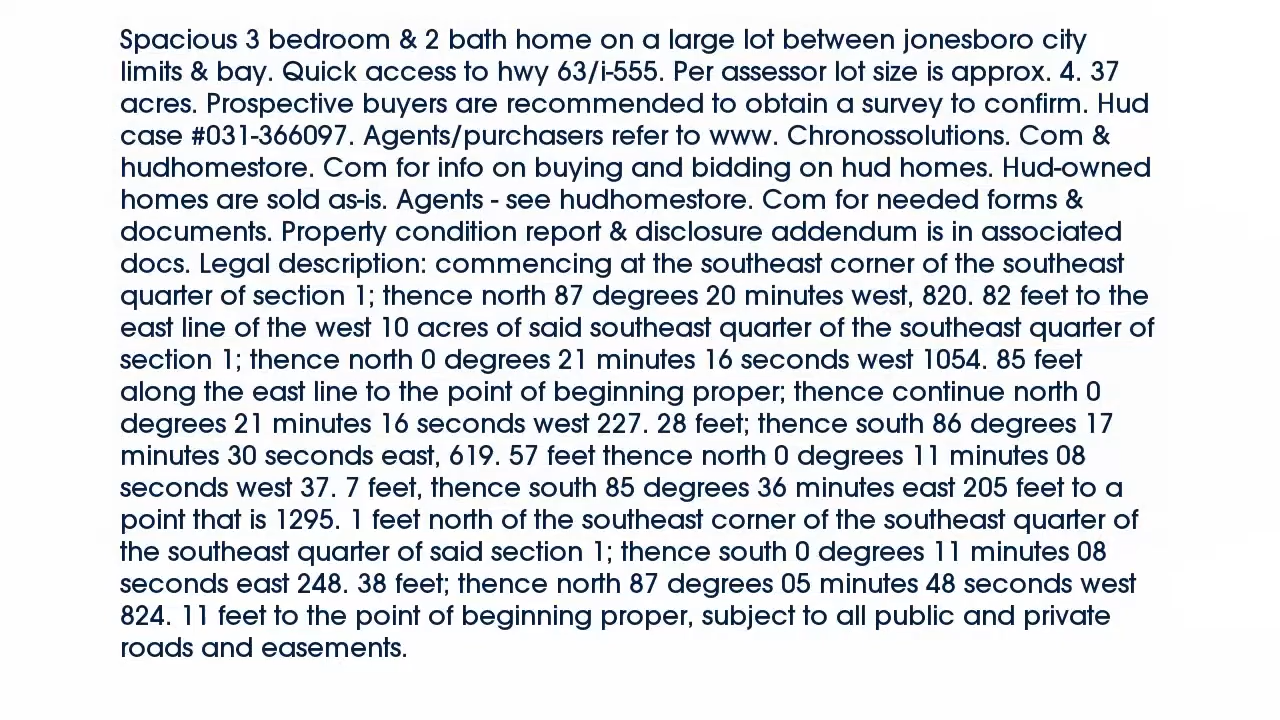 Spacious 3 bedroom & 2 bath home on a large lot between jonesboro city
limits & bay. Quick access to hwy 63/i-555. Per assessor lot size is approx. 4. 37
acres. Prospective buyers are recommended to obtain a survey to confirm. Hud
case #031-366097. Agents/purchasers refer to www. Chronossolutions. Com &
hudhomestore. Com for info on buying and bidding on hud homes. Hud-owned
homes are sold as-is. Agents - see hudhomestore. Com for needed forms &
documents. Property condition report & disclosure addendum is in associated
docs. Legal description: commencing at the southeast corner of the southeast
quarter of section 1; thence north 87 degrees 20 minutes west, 820. 82 feet to the
east line of the west 10 acres of said southeast quarter of the southeast quarter of
section 1; thence north 0 degrees 21 minutes 16 seconds west 1054. 85 feet
along the east line to the point of beginning proper; thence continue north 0
degrees 21 minutes 16 seconds west 227. 28 feet; thence south 86 degrees 17
minutes 30 seconds east, 619. 57 feet thence north 0 degrees 11 minutes 08
seconds west 37. 7 feet, thence south 85 degrees 36 minutes east 205 feet to a
point that is 1295. 1 feet north of the southeast corner of the southeast quarter of
the southeast quarter of said section 1; thence south 0 degrees 11 minutes 08
seconds east 248. 38 feet; thence north 87 degrees 05 minutes 48 seconds west
824. 11 feet to the point of beginning proper, subject to all public and private
roads and easements.